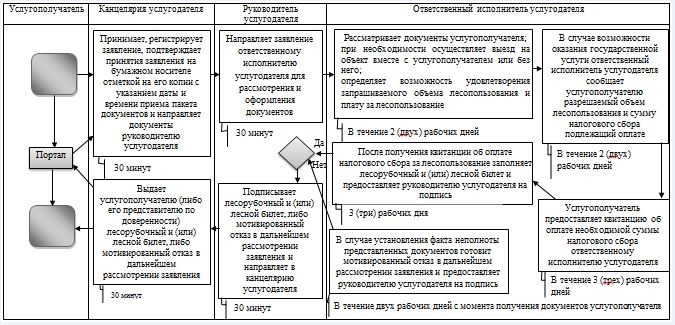 Услугополучатель
Канцелярия услугодателя
Руководитель
услугодателя
Ответственный исполнитель услугодателя
Принимает, регистрирует
заявление, подтверждает
принятия заявления на
бумажном носителе
отметкой на его копии с
указанием даты и
времени приема пакета
документов и направляет
документы
руководителю
услугодателя
30 минут
Направляет заявление
ответственному
исполнителю
услугодателя для
рассмотрения и
оформления
документов
30 минут
Рассматривает документы услугополучателя;
при необходимости осуществляет выезд на
объект вместе с услугополучателем или без
него;
определяет возможность удовлетворения
запрашиваемого объема лесопользования и
плату за лесопользование
В течение 2 (двух) рабочих дней
В случае возможности
оказания государственной
услуги ответственный
исполнитель услугодателя
сообщает
услугополучателю
разрешаемый объем
лесопользования и сумму
налогового сбора
подлежащий оплате
В течение 2 (двух)
рабочих дней
Портал
Да
Нет
После получения квитанции об оплате
налогового сбора за лесопользование заполняет
лесорубочный и (или) лесной билет и
предоставляет руководителю услугодателя на
подпись
3 (три) рабочих дня
Услугополучатель
предоставляет квитанцию об
оплате необходимой суммы
налогового сбора
ответственному
исполнителю услугодателя
В течение 3 (трех) рабочих
дней
Выдает
услугополучателю (либо
его представителю по
доверенности)
лесорубочный и (или)
лесной билет, либо
мотивированный отказ в
дальнейшем
рассмотрении заявления
30 минут
Подписывает
лесорубочный и (или)
лесной билет, либо
мотивированный
отказ в дальнейшем
рассмотрении
заявления и
направяет в
канцелярию
услугодателя
30 минут
В случае установления факта неполноты
представленных документов готовит
мотивированный отказ в дальнейшем
рассмотрении заявления и предоставляет
руководителю услугодателя на подпись
В течение двух рабочих дней с момента получения документов услугополучателя